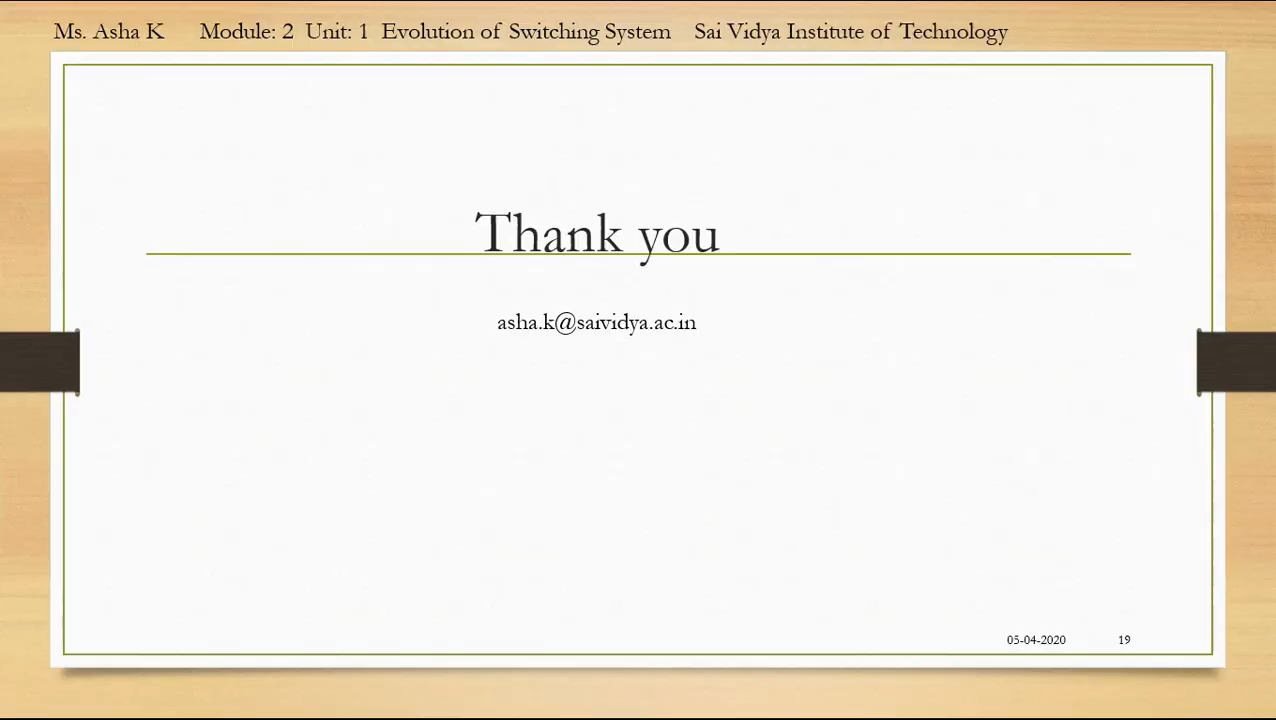 Ms. Asha K Module: 2 Unit: 1 Evolution of Switching System Sai Vidya Institute of Technology
Thank you
asha.k@saividya.ac.in
05-04-2020 19